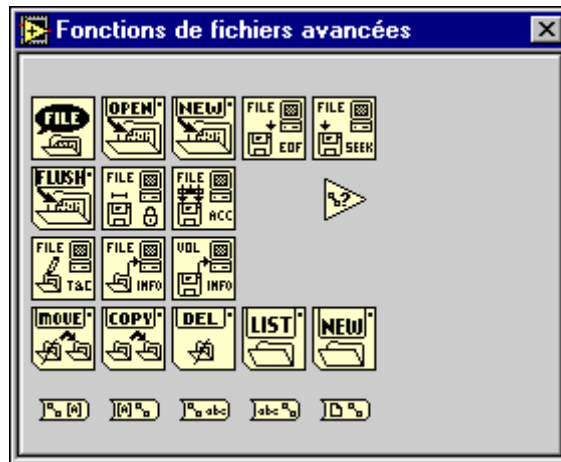 Fonctions de fichiers avancées
FILE
OPEN
NEW
FILE EOF
FILE SEEK
FLUSH
FILE
FILE ACC
?
FILE T&C
FILE INFO
VOL INFO
MOVE
COPY
DEL
LIST
NEW
[A]
[A]
abc
abc